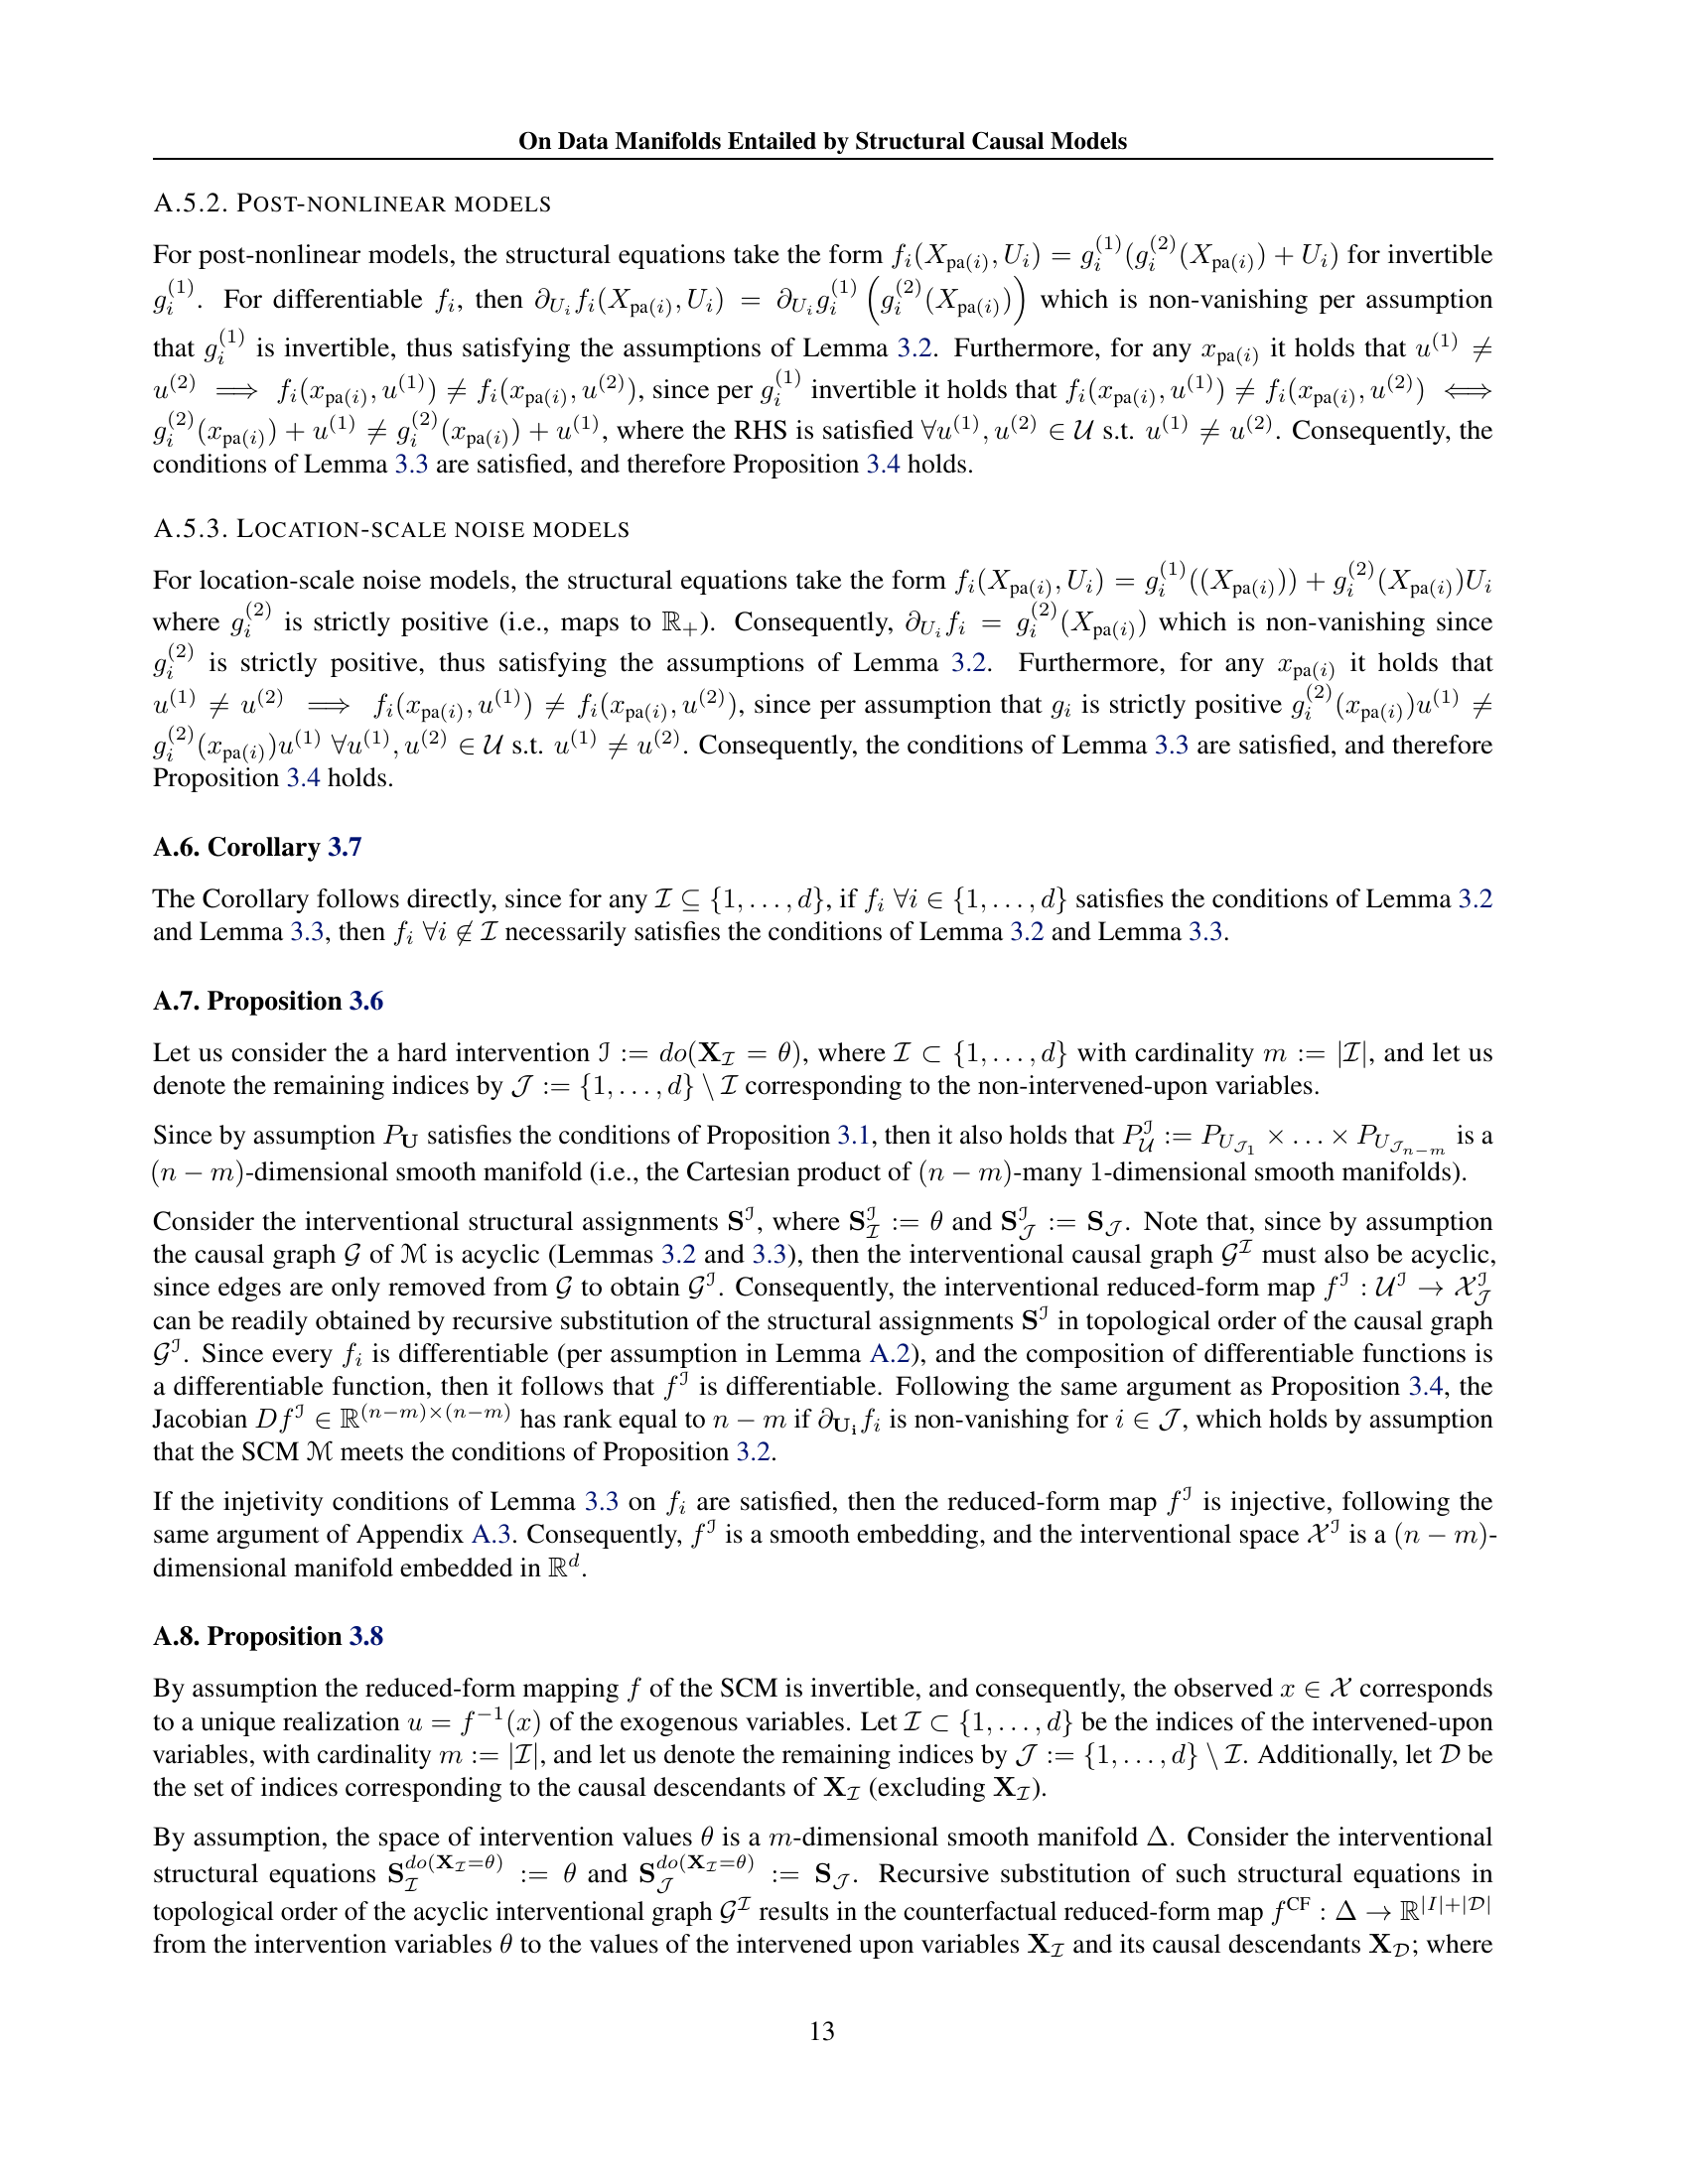 On Data Manifolds Entailed by Structural Causal Models
A.5.2. POST-NONLINEAR MODELS
For post-nonlinear models, the structural equations take the form $f_i(X_{\text{pa}(i)}, U_i) = g_i^{(1)}(g_i^{(2)}(X_{\text{pa}(i)}) + U_i)$ for invertible
$g_i^{(1)}$. For differentiable $f_i$, then $\partial_{U_i} f_i(X_{\text{pa}(i)}, U_i) = \partial_{U_i} g_i^{(1)} \left( g_i^{(2)}(X_{\text{pa}(i)}) \right)$ which is non-vanishing per assumption
that $g_i^{(1)}$ is invertible, thus satisfying the assumptions of Lemma 3.2. Furthermore, for any $x_{\text{pa}(i)}$ it holds that $u^{(1)} \neq$
$u^{(2)} \implies f_i(x_{\text{pa}(i)}, u^{(1)}) \neq f_i(x_{\text{pa}(i)}, u^{(2)})$, since per $g_i^{(1)}$ invertible it holds that $f_i(x_{\text{pa}(i)}, u^{(1)}) \neq f_i(x_{\text{pa}(i)}, u^{(2)}) \iff$
$g_i^{(2)}(x_{\text{pa}(i)}) + u^{(1)} \neq g_i^{(2)}(x_{\text{pa}(i)}) + u^{(1)}$, where the RHS is satisfied $\forall u^{(1)}, u^{(2)} \in \mathcal{U}$ s.t. $u^{(1)} \neq u^{(2)}$. Consequently, the
conditions of Lemma 3.3 are satisfied, and therefore Proposition 3.4 holds.
A.5.3. LOCATION-SCALE NOISE MODELS
For location-scale noise models, the structural equations take the form $f_i(X_{\text{pa}(i)}, U_i) = g_i^{(1)}((X_{\text{pa}(i)})) + g_i^{(2)}(X_{\text{pa}(i)})U_i$
where $g_i^{(2)}$ is strictly positive (i.e., maps to $\mathbb{R}_+$). Consequently, $\partial_{U_i} f_i = g_i^{(2)}(X_{\text{pa}(i)})$ which is non-vanishing since
$g_i^{(2)}$ is strictly positive, thus satisfying the assumptions of Lemma 3.2. Furthermore, for any $x_{\text{pa}(i)}$ it holds that
$u^{(1)} \neq u^{(2)} \implies f_i(x_{\text{pa}(i)}, u^{(1)}) \neq f_i(x_{\text{pa}(i)}, u^{(2)})$, since per assumption that $g_i$ is strictly positive $g_i^{(2)}(x_{\text{pa}(i)})u^{(1)} \neq$
$g_i^{(2)}(x_{\text{pa}(i)})u^{(1)} \ \forall u^{(1)}, u^{(2)} \in \mathcal{U}$ s.t. $u^{(1)} \neq u^{(2)}$. Consequently, the conditions of Lemma 3.3 are satisfied, and therefore
Proposition 3.4 holds.
A.6. Corollary 3.7
The Corollary follows directly, since for any $\mathcal{I} \subseteq \{1, \dots, d\}$, if $f_i \ \forall i \in \{1, \dots, d\}$ satisfies the conditions of Lemma 3.2
and Lemma 3.3, then $f_i \ \forall i \notin \mathcal{I}$ necessarily satisfies the conditions of Lemma 3.2 and Lemma 3.3.
A.7. Proposition 3.6
Let us consider the a hard intervention $\mathfrak{I} := do(\mathbf{X}_{\mathcal{I}} = \theta)$, where $\mathcal{I} \subset \{1, \dots, d\}$ with cardinality $m := |\mathcal{I}|$, and let us
denote the remaining indices by $\mathcal{J} := \{1, \dots, d\} \setminus \mathcal{I}$ corresponding to the non-intervened-upon variables.
Since by assumption $P_{\mathbf{U}}$ satisfies the conditions of Proposition 3.1, then it also holds that $P_{\mathcal{U}}^{\mathfrak{I}} := P_{U_{\mathcal{J}_1}} \times \dots \times P_{U_{\mathcal{J}_{n-m}}}$ is a
$(n-m)$-dimensional smooth manifold (i.e., the Cartesian product of $(n-m)$-many 1-dimensional smooth manifolds).
Consider the interventional structural assignments $\mathbf{S}^{\mathfrak{I}}$, where $\mathbf{S}_{\mathcal{I}}^{\mathfrak{I}} := \theta$ and $\mathbf{S}_{\mathcal{J}}^{\mathfrak{I}} := \mathbf{S}_{\mathcal{J}}$. Note that, since by assumption
the causal graph $\mathcal{G}$ of $\mathcal{M}$ is acyclic (Lemmas 3.2 and 3.3), then the interventional causal graph $\mathcal{G}^{\mathcal{I}}$ must also be acyclic,
since edges are only removed from $\mathcal{G}$ to obtain $\mathcal{G}^{\mathfrak{I}}$. Consequently, the interventional reduced-form map $f^{\mathfrak{I}} : \mathcal{U}^{\mathfrak{I}} \to \mathcal{X}_{\mathcal{J}}^{\mathfrak{I}}$
can be readily obtained by recursive substitution of the structural assignments $\mathbf{S}^{\mathfrak{I}}$ in topological order of the causal graph
$\mathcal{G}^{\mathfrak{I}}$. Since every $f_i$ is differentiable (per assumption in Lemma A.2), and the composition of differentiable functions is
a differentiable function, then it follows that $f^{\mathfrak{I}}$ is differentiable. Following the same argument as Proposition 3.4, the
Jacobian $Df^{\mathfrak{I}} \in \mathbb{R}^{(n-m)\times(n-m)}$ has rank equal to $n - m$ if $\partial_{\mathbf{U_i}} f_i$ is non-vanishing for $i \in \mathcal{J}$, which holds by assumption
that the SCM $\mathcal{M}$ meets the conditions of Proposition 3.2.
If the injetivity conditions of Lemma 3.3 on $f_i$ are satisfied, then the reduced-form map $f^{\mathfrak{I}}$ is injective, following the
same argument of Appendix A.3. Consequently, $f^{\mathfrak{I}}$ is a smooth embedding, and the interventional space $\mathcal{X}^{\mathfrak{I}}$ is a $(n - m)$-
dimensional manifold embedded in $\mathbb{R}^d$.
A.8. Proposition 3.8
By assumption the reduced-form mapping $f$ of the SCM is invertible, and consequently, the observed $x \in \mathcal{X}$ corresponds
to a unique realization $u = f^{-1}(x)$ of the exogenous variables. Let $\mathcal{I} \subset \{1, \dots, d\}$ be the indices of the intervened-upon
variables, with cardinality $m := |\mathcal{I}|$, and let us denote the remaining indices by $\mathcal{J} := \{1, \dots, d\} \setminus \mathcal{I}$. Additionally, let $\mathcal{D}$ be
the set of indices corresponding to the causal descendants of $\mathbf{X}_{\mathcal{I}}$ (excluding $\mathbf{X}_{\mathcal{I}}$).
By assumption, the space of intervention values $\theta$ is a $m$-dimensional smooth manifold $\Delta$. Consider the interventional
structural equations $\mathbf{S}_{\mathcal{I}}^{do(\mathbf{X}_{\mathcal{I}}=\theta)} := \theta$ and $\mathbf{S}_{\mathcal{J}}^{do(\mathbf{X}_{\mathcal{I}}=\theta)} := \mathbf{S}_{\mathcal{J}}$. Recursive substitution of such structural equations in
topological order of the acyclic interventional graph $\mathcal{G}^{\mathcal{I}}$ results in the counterfactual reduced-form map $f^{\text{CF}} : \Delta \to \mathbb{R}^{|I|+|\mathcal{D}|}$
from the intervention variables $\theta$ to the values of the intervened upon variables $\mathbf{X}_{\mathcal{I}}$ and its causal descendants $\mathbf{X}_{\mathcal{D}}$; where
13